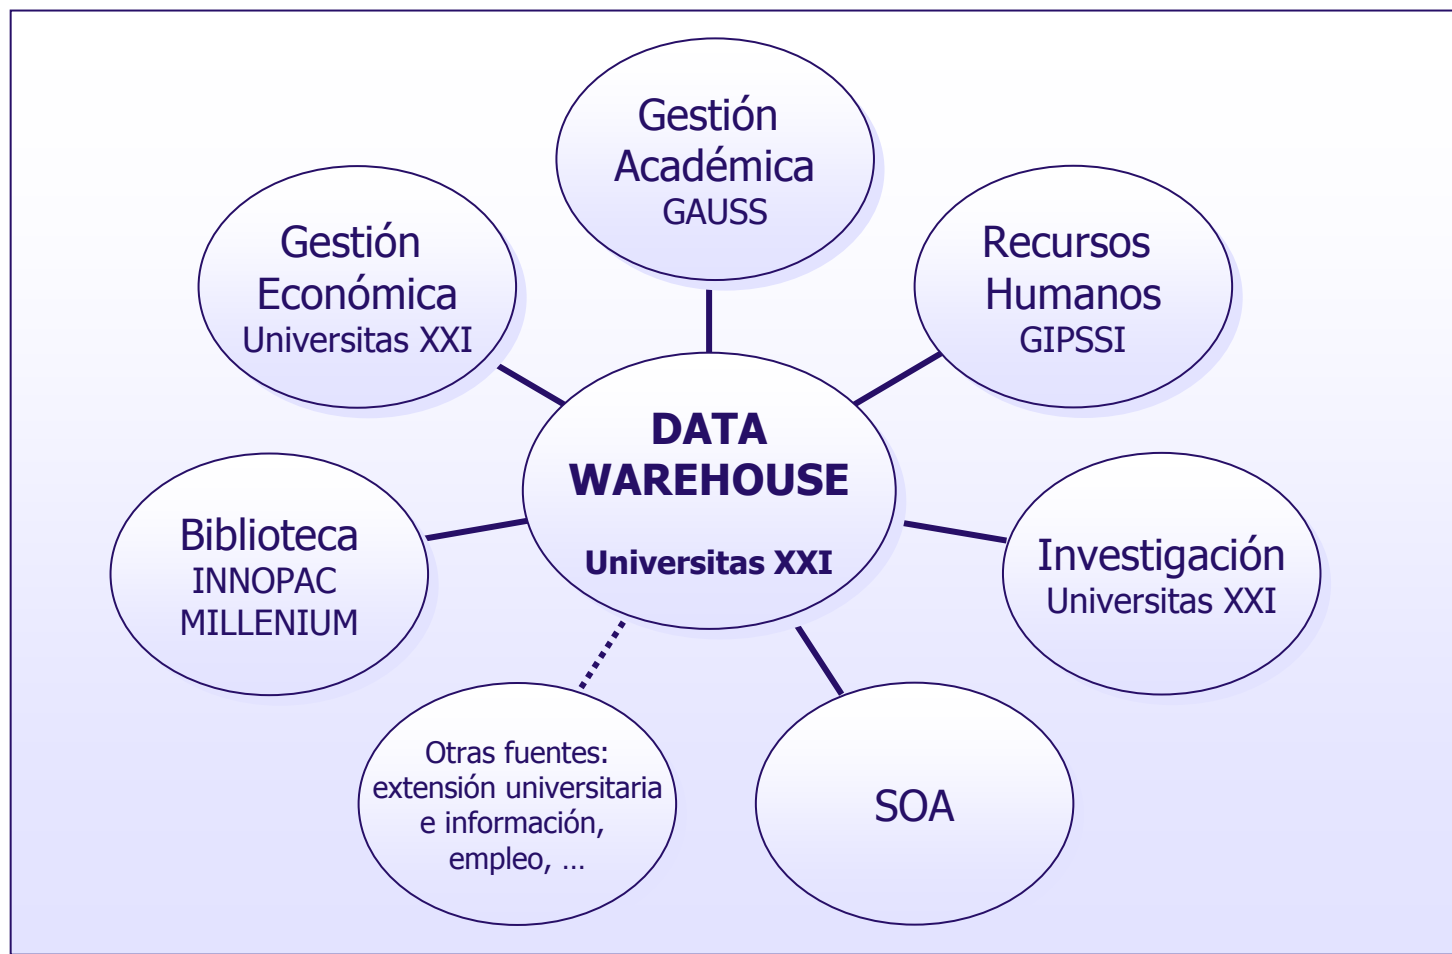 Gestión
Académica
GAUSS
Gestión
Económica
Universitas XXI
Recursos
Humanos
GIPSSI
DATA
WAREHOUSE
Universitas XXI
Biblioteca
INNOPAC
MILLENIUM
Investigación
Universitas XXI
Otras fuentes:
extensión universitaria
e información,
empleo, …
SOA